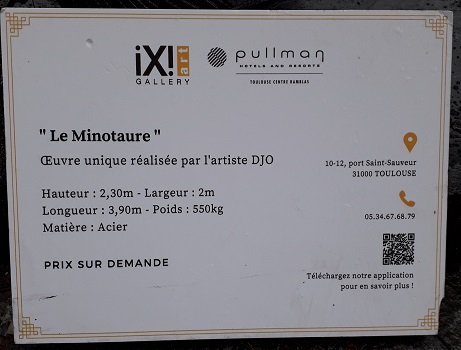 iXi! art
GALLERY
pullman
HOTELS AND RESORTS
TOULOUSE CENTRE RAMBLAS
" Le Minotaure "
Œuvre unique réalisée par l'artiste DJO
Hauteur : 2,30m - Largeur : 2m
Longueur : 3,90m - Poids : 550kg
Matière : Acier
PRIX SUR DEMANDE
10-12, port Saint-Sauveur
31000 TOULOUSE
05.34.67.68.79
Téléchargez notre application
pour en savoir plus !